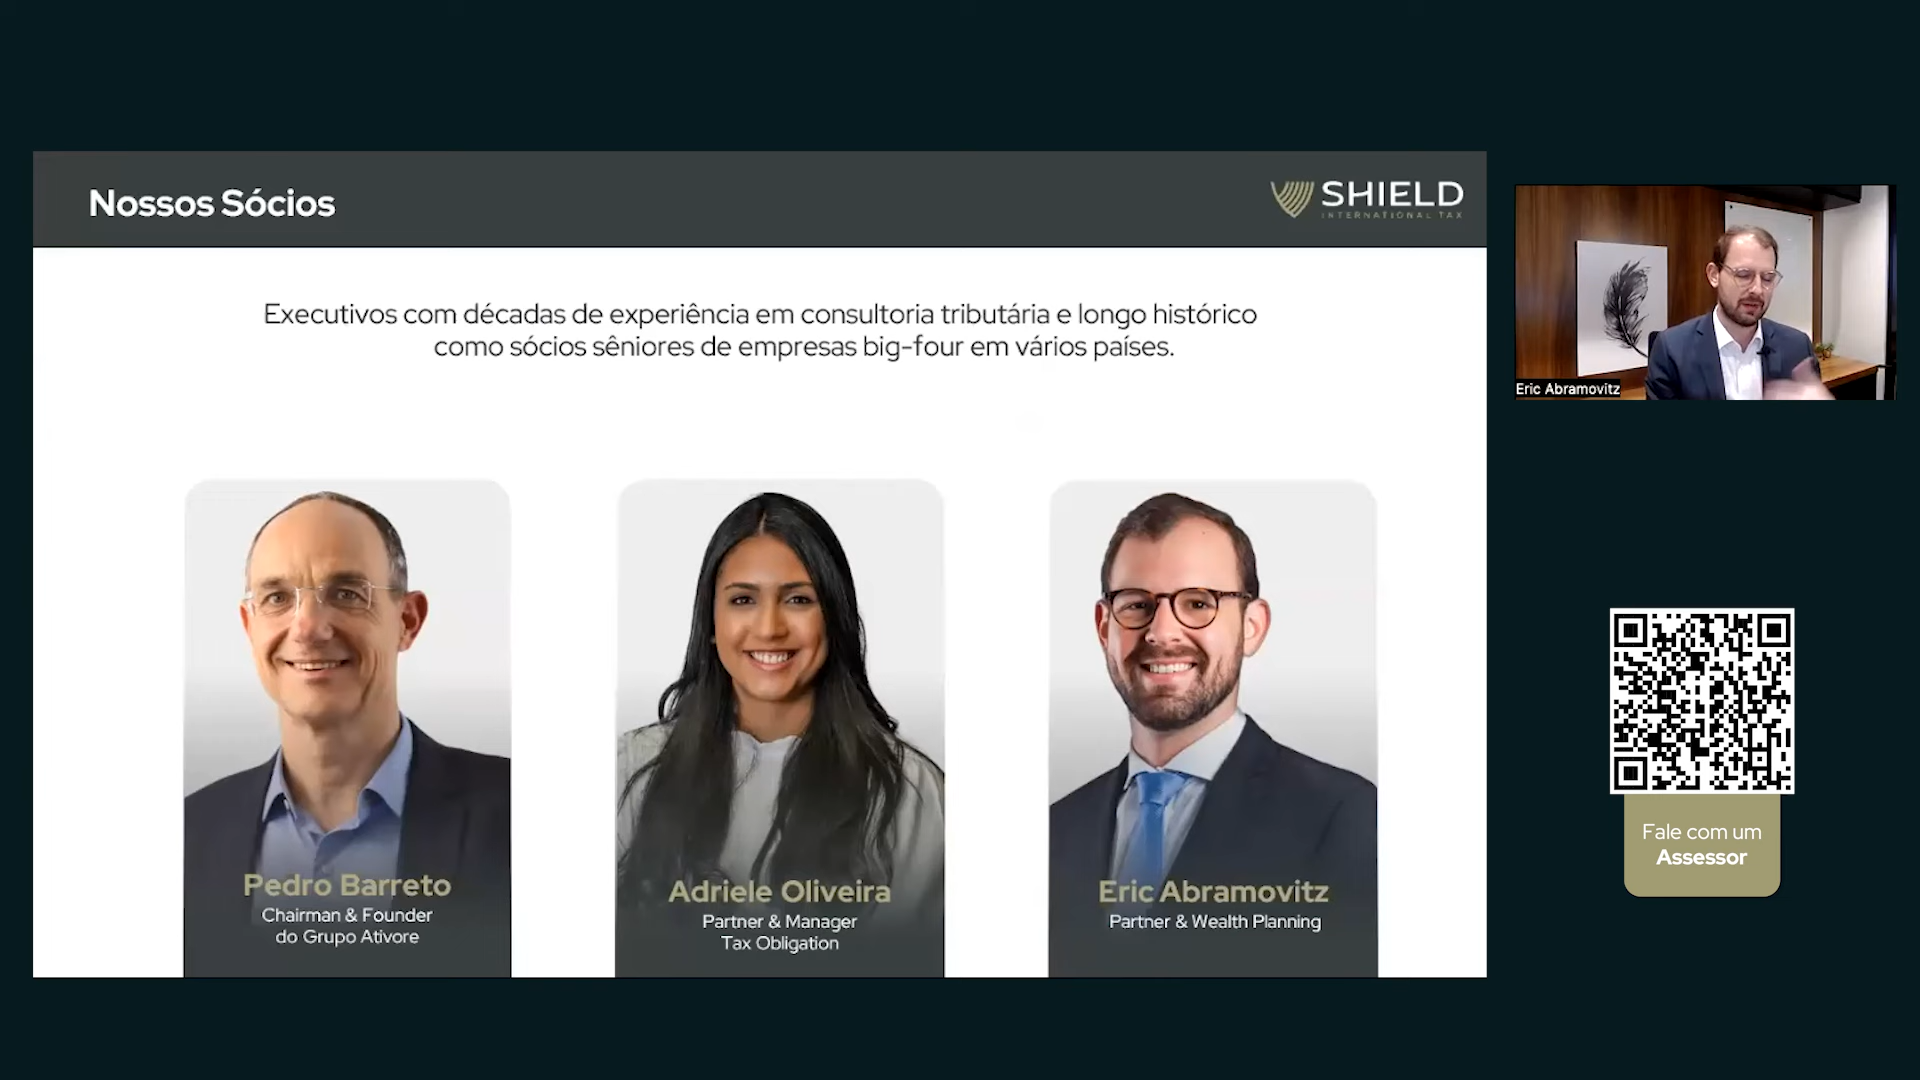 Nossos Sócios
SHIELD
INTERNATIONAL TAX
Executivos com décadas de experiência em consultoria tributária e longo histórico
como sócios sêniores de empresas big-four em vários países.
Pedro Barreto
Chairman & Founder
do Grupo Ativore
Adriele Oliveira
Partner & Manager
Tax Obligation
Eric Abramovitz
Partner & Wealth Planning
Eric Abramovitz
Fale com um
Assessor